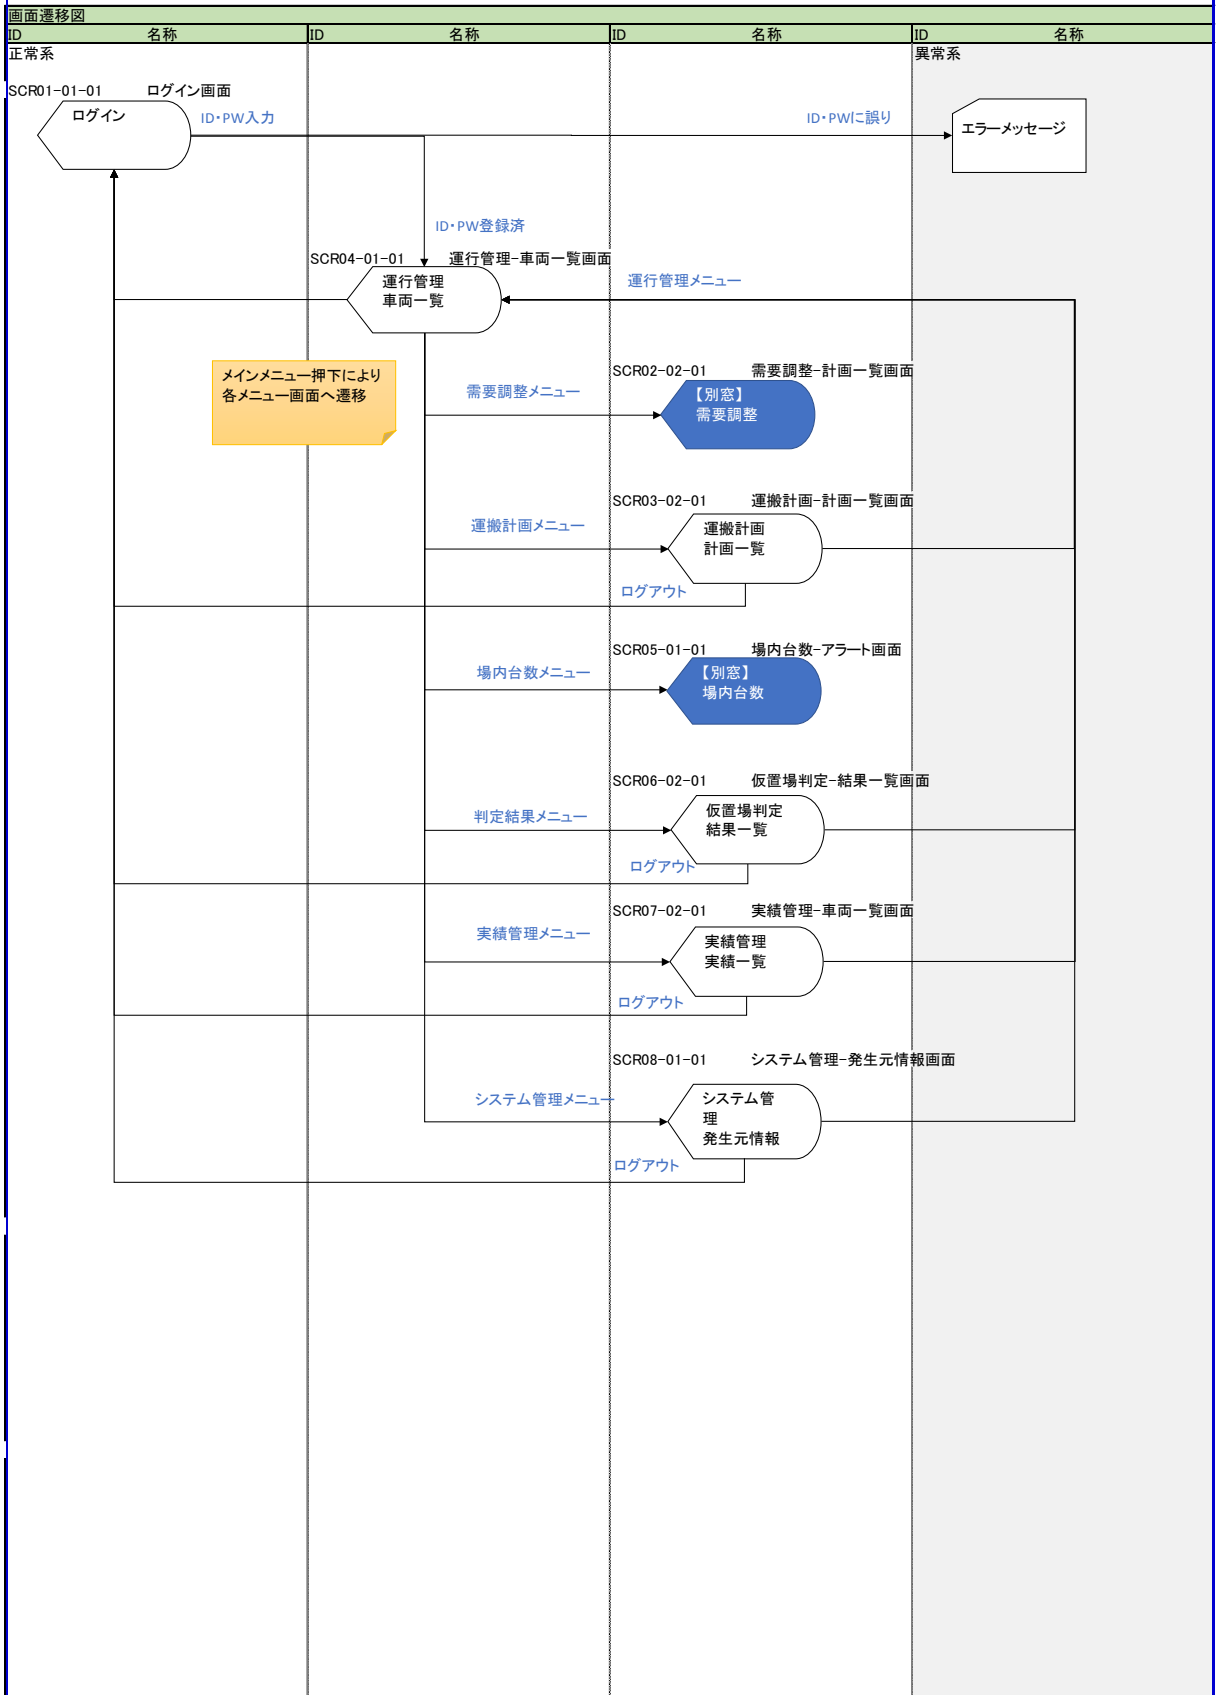 画面遷移図
ID 名称 ID 名称 ID 名称 ID 名称
正常系
異常系
SCR01-01-01 ログイン画面
ログイン
ID・PW入力
ID・PWに誤り
エラーメッセージ
ID・PW登録済
SCR04-01-01 運行管理-車両一覧画面
運行管理
車両一覧
運行管理メニュー
メインメニュー押下により
各メニュー画面へ遷移
需要調整メニュー
SCR02-02-01 需要調整-計画一覧画面
【別窓】
需要調整
SCR03-02-01 運搬計画-計画一覧画面
運搬計画メニュー
運搬計画
計画一覧
ログアウト
SCR05-01-01 場内台数-アラート画面
場内台数メニュー
【別窓】
場内台数
SCR06-02-01 仮置場判定-結果一覧画面
判定結果メニュー
仮置場判定
結果一覧
ログアウト
SCR07-02-01 実績管理-車両一覧画面
実績管理メニュー
実績管理
実績一覧
ログアウト
SCR08-01-01 システム管理-発生元情報画面
システム管理メニュー
システム管
理
発生元情報
ログアウト